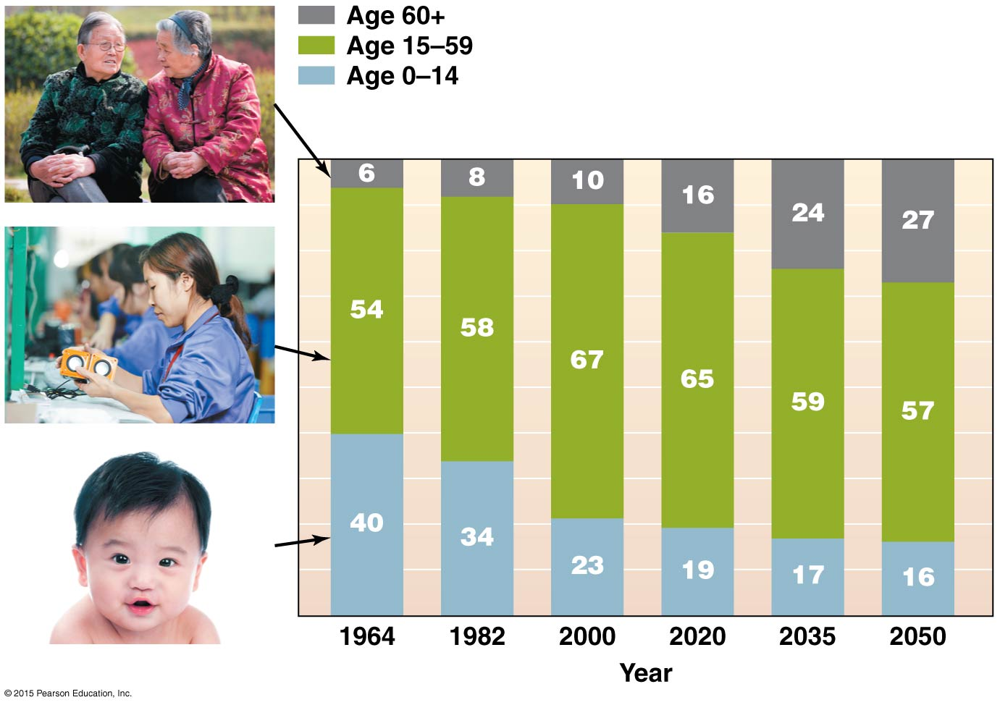 Age 60+
Age 15–59
Age 0–14
6 8 10 16 24 27
54 58 67 65 59 57
40 34 23 19 17 16
1964 1982 2000 2020 2035 2050
Year
© 2015 Pearson Education, Inc.